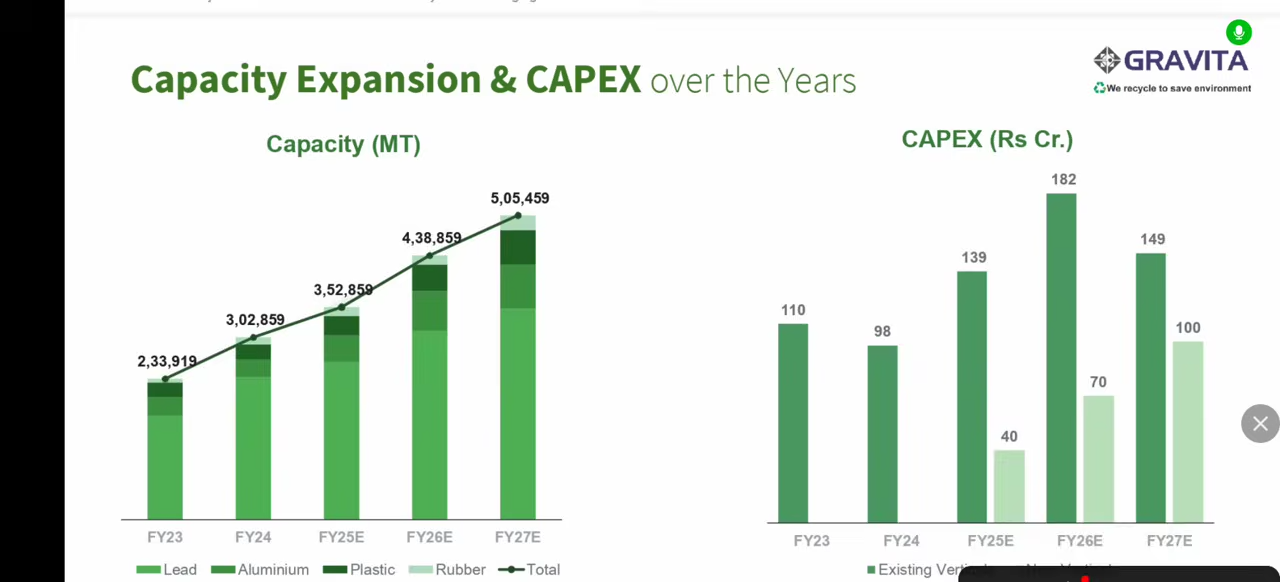 GRAVITA
We recycle to save environment
Capacity Expansion & CAPEX over the Years
Capacity (MT)
2,33,919
3,02,859
3,52,859
4,38,859
5,05,459
FY23 FY24 FY25E FY26E FY27E
Lead Aluminium Plastic Rubber Total
CAPEX (Rs Cr.)
110
98
139
40
182
70
149
100
FY23 FY24 FY25E FY26E FY27E
Existing